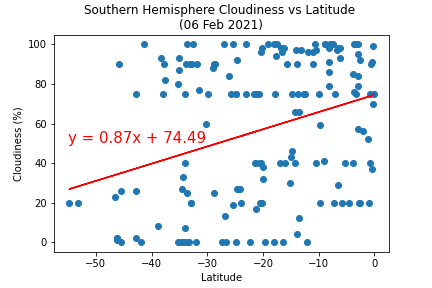 Southern Hemisphere Cloudiness vs Latitude
(06 Feb 2021)
100
80
60
40
20
0
Cloudiness (%)
y = 0.87x + 74.49
−50
−40
−30
−20
−10
0
Latitude